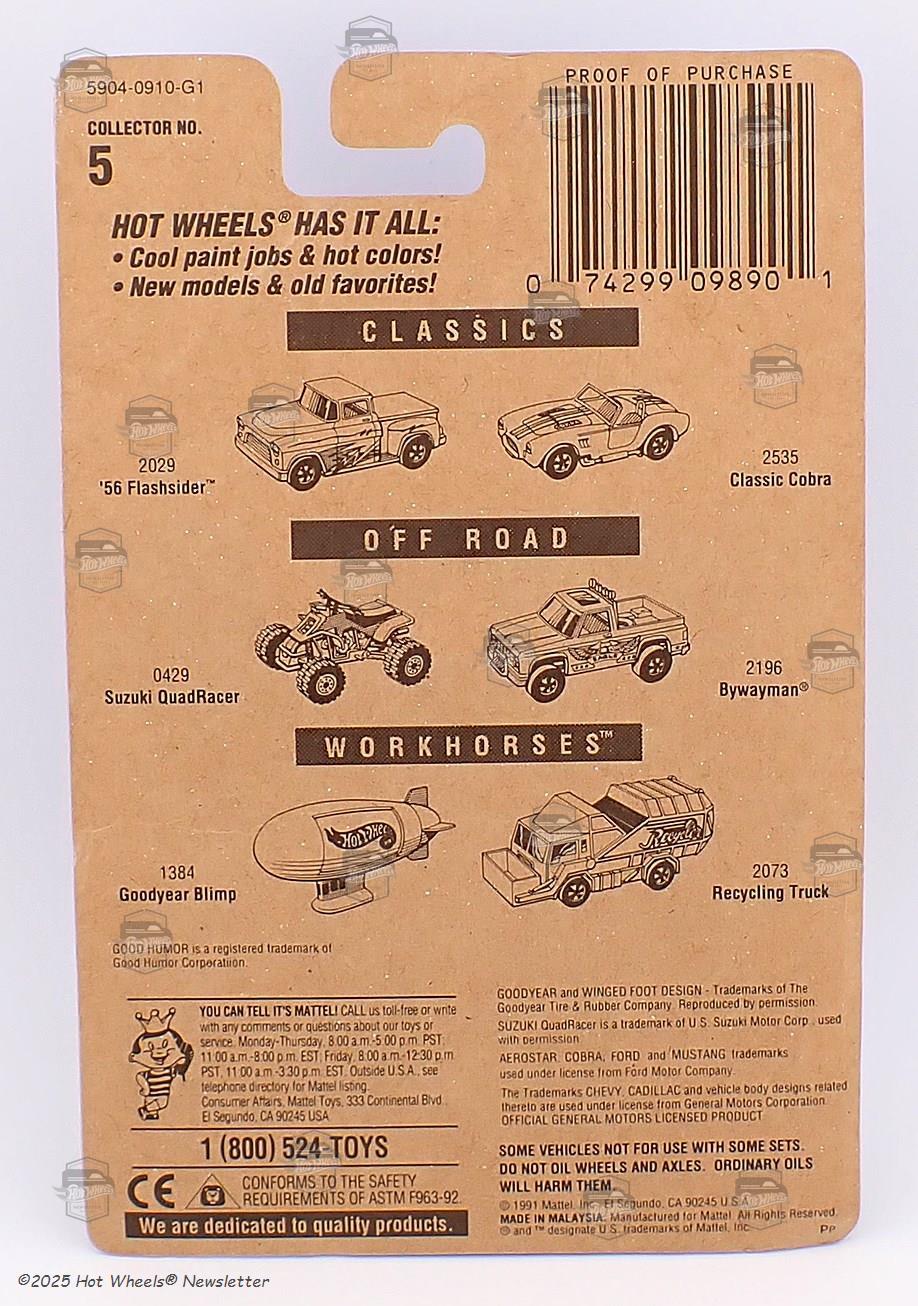 5904-0910-G1
COLLECTOR NO.
5
PROOF OF PURCHASE
0 74299 09890 1
HOT WHEELS® HAS IT ALL:
• Cool paint jobs & hot colors!
• New models & old favorites!
CLASSICS
2029
'56 Flashsider™
2535
Classic Cobra
OFF ROAD
0429
Suzuki QuadRacer
2196
Bywayman®
WORKHORSES™
Hot Wheels
Recycler
1384
Goodyear Blimp
2073
Recycling Truck
GOOD HUMOR is a registered trademark of
Good Humor Corporatiion.
YOU CAN TELL IT'S MATTEL! CALL us toll-free or write
with any comments or questions about our toys or
service. Monday-Thursday, 8:00 a.m.-5:00 p.m. PST,
11:00 a.m.-8:00 p.m. EST; Friday, 8:00 a.m.-12:30 p.m.
PST, 11:00 a.m.-3:30 p.m. EST. Outside U.S.A., see
telephone directory for Mattel listing.
Consumer Affairs, Mattel Toys, 333 Continental Blvd.,
El Segundo, CA 90245 USA
1 (800) 524-TOYS
CE
CONFORMS TO THE SAFETY
REQUIREMENTS OF ASTM F963-92.
We are dedicated to quality products.
GOODYEAR and WINGED FOOT DESIGN - Trademarks of The
Goodyear Tire & Rubber Company. Reproduced by permission.
SUZUKI QuadRacer is a trademark of U.S. Suzuki Motor Corp., used
with permission
AEROSTAR, COBRA, FORD and MUSTANG trademarks
used under license from Ford Motor Company.
The Trademarks CHEVY, CADILLAC and vehicle body designs related
thereto are used under license from General Motors Corporation.
OFFICIAL GENERAL MOTORS LICENSED PRODUCT
SOME VEHICLES NOT FOR USE WITH SOME SETS.
DO NOT OIL WHEELS AND AXLES. ORDINARY OILS
WILL HARM THEM.
© 1991 Mattel, Inc., El Segundo, CA 90245 U.S.A.
MADE IN MALAYSIA. Manufactured for Mattel. All Rights Reserved.
® and ™ designate U.S. trademarks of Mattel, Inc.
PP
©2025 Hot Wheels® Newsletter